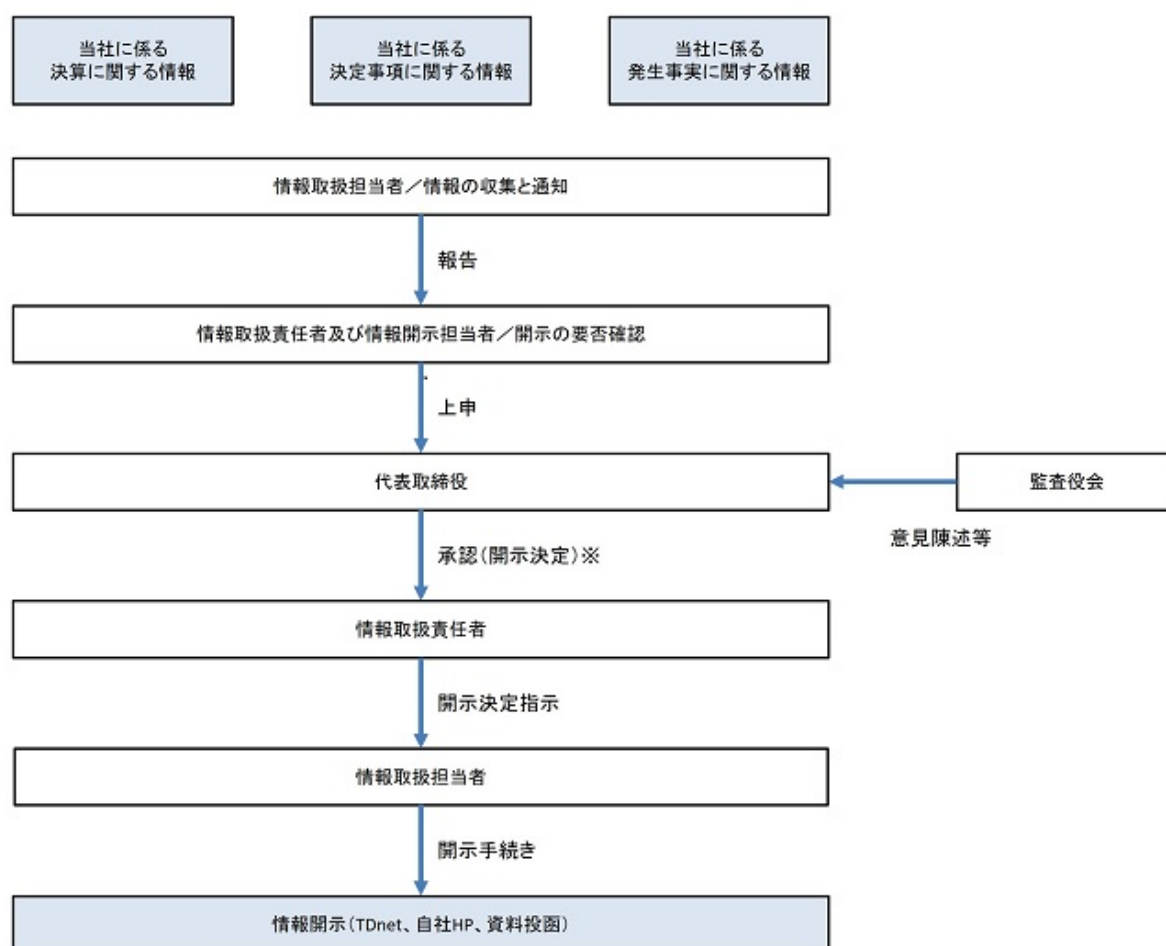 当社に係る
決算に関する情報
当社に係る
決定事項に関する情報
当社に係る
発生事実に関する情報
情報取扱担当者／情報の収集と通知
報告
情報取扱責任者及び情報開示担当者／開示の要否確認
上申
代表取締役
監査役会
意見陳述等
承認（開示決定）※
情報取扱責任者
開示決定指示
情報取扱担当者
開示手続き
情報開示（TDnet、自社HP、資料投函）